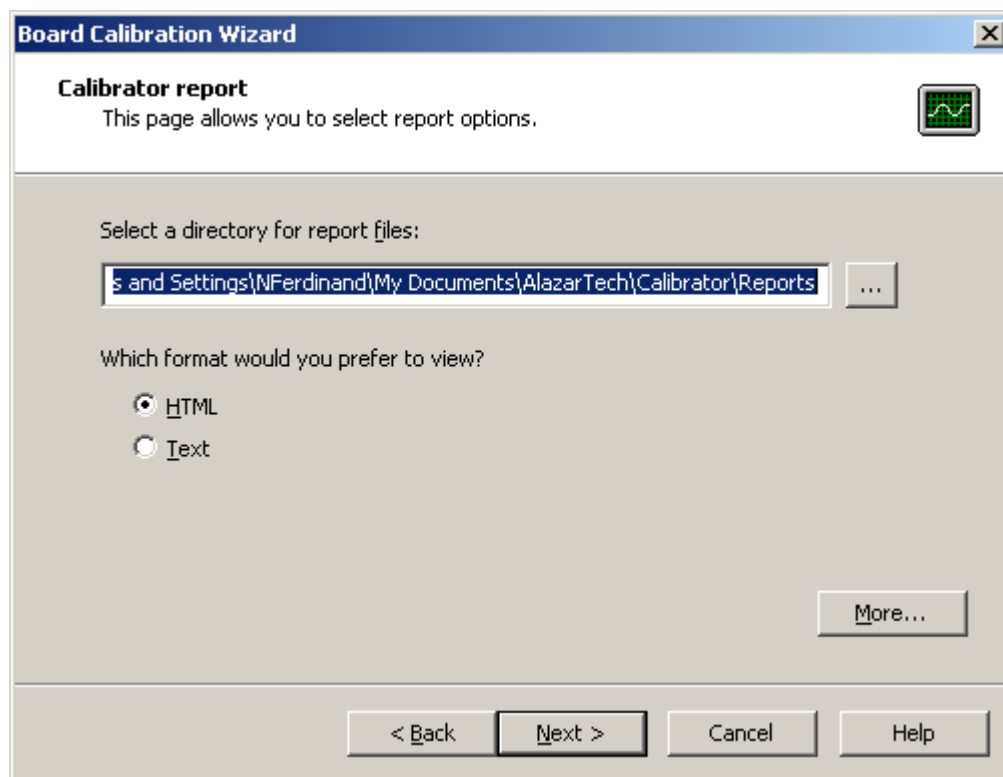 Board Calibration Wizard
Calibrator report
This page allows you to select report options.
Select a directory for report files:
s and Settings\NFerdinand\My Documents\AlazarTech\Calibrator\Reports
...
Which format would you prefer to view?
HTML
Text
More...
< Back
Next >
Cancel
Help